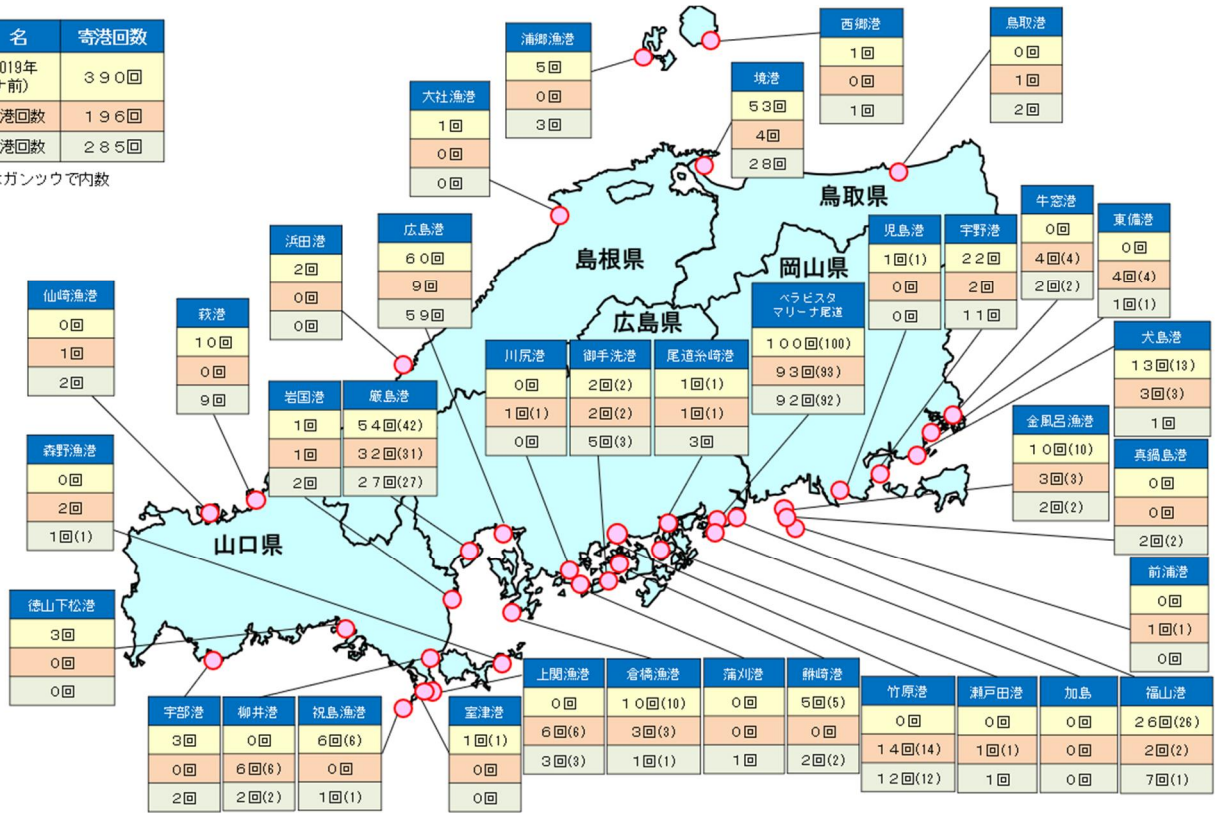 名 寄港回数
019年
ナ前) 390回
港回数 196回
港回数 285回
はガンツウで内数
浦郷漁港
5回
0回
3回
西郷港
1回
0回
1回
鳥取港
0回
1回
2回
大社漁港
1回
0回
0回
境港
53回
4回
28回
浜田港
2回
0回
0回
広島港
60回
9回
59回
児島港
1回(1)
0回
0回
宇野港
22回
2回
11回
牛窓港
0回
4回(4)
2回(2)
東備港
0回
4回(4)
1回(1)
鳥取県
島根県
岡山県
広島県
山口県
仙崎漁港
0回
1回
2回
萩港
10回
0回
9回
ベラビスタ
マリーナ尾道
100回(100)
93回(93)
92回(92)
犬島港
13回(13)
3回(3)
1回
川尻港
0回
1回(1)
0回
御手洗港
2回(2)
2回(2)
5回(3)
尾道糸崎港
1回(1)
1回(1)
3回
岩国港
1回
1回
2回
厳島港
54回(42)
32回(31)
27回(27)
金風呂漁港
10回(10)
3回(3)
2回(2)
真鍋島港
0回
0回
2回(2)
森野漁港
0回
2回
1回(1)
前浦港
0回
1回(1)
0回
徳山下松港
3回
0回
0回
宇部港
3回
0回
2回
柳井港
0回
6回(6)
2回(2)
祝島漁港
6回(6)
0回
1回(1)
室津港
1回(1)
0回
0回
上関漁港
0回
6回(6)
3回(3)
倉橋漁港
10回(10)
3回(3)
1回(1)
蒲刈港
0回
0回
1回
鮴崎港
5回(5)
0回
2回(2)
竹原港
0回
14回(14)
12回(12)
瀬戸田港
0回
1回(1)
1回
加島
0回
0回
0回
福山港
26回(26)
2回(2)
7回(1)